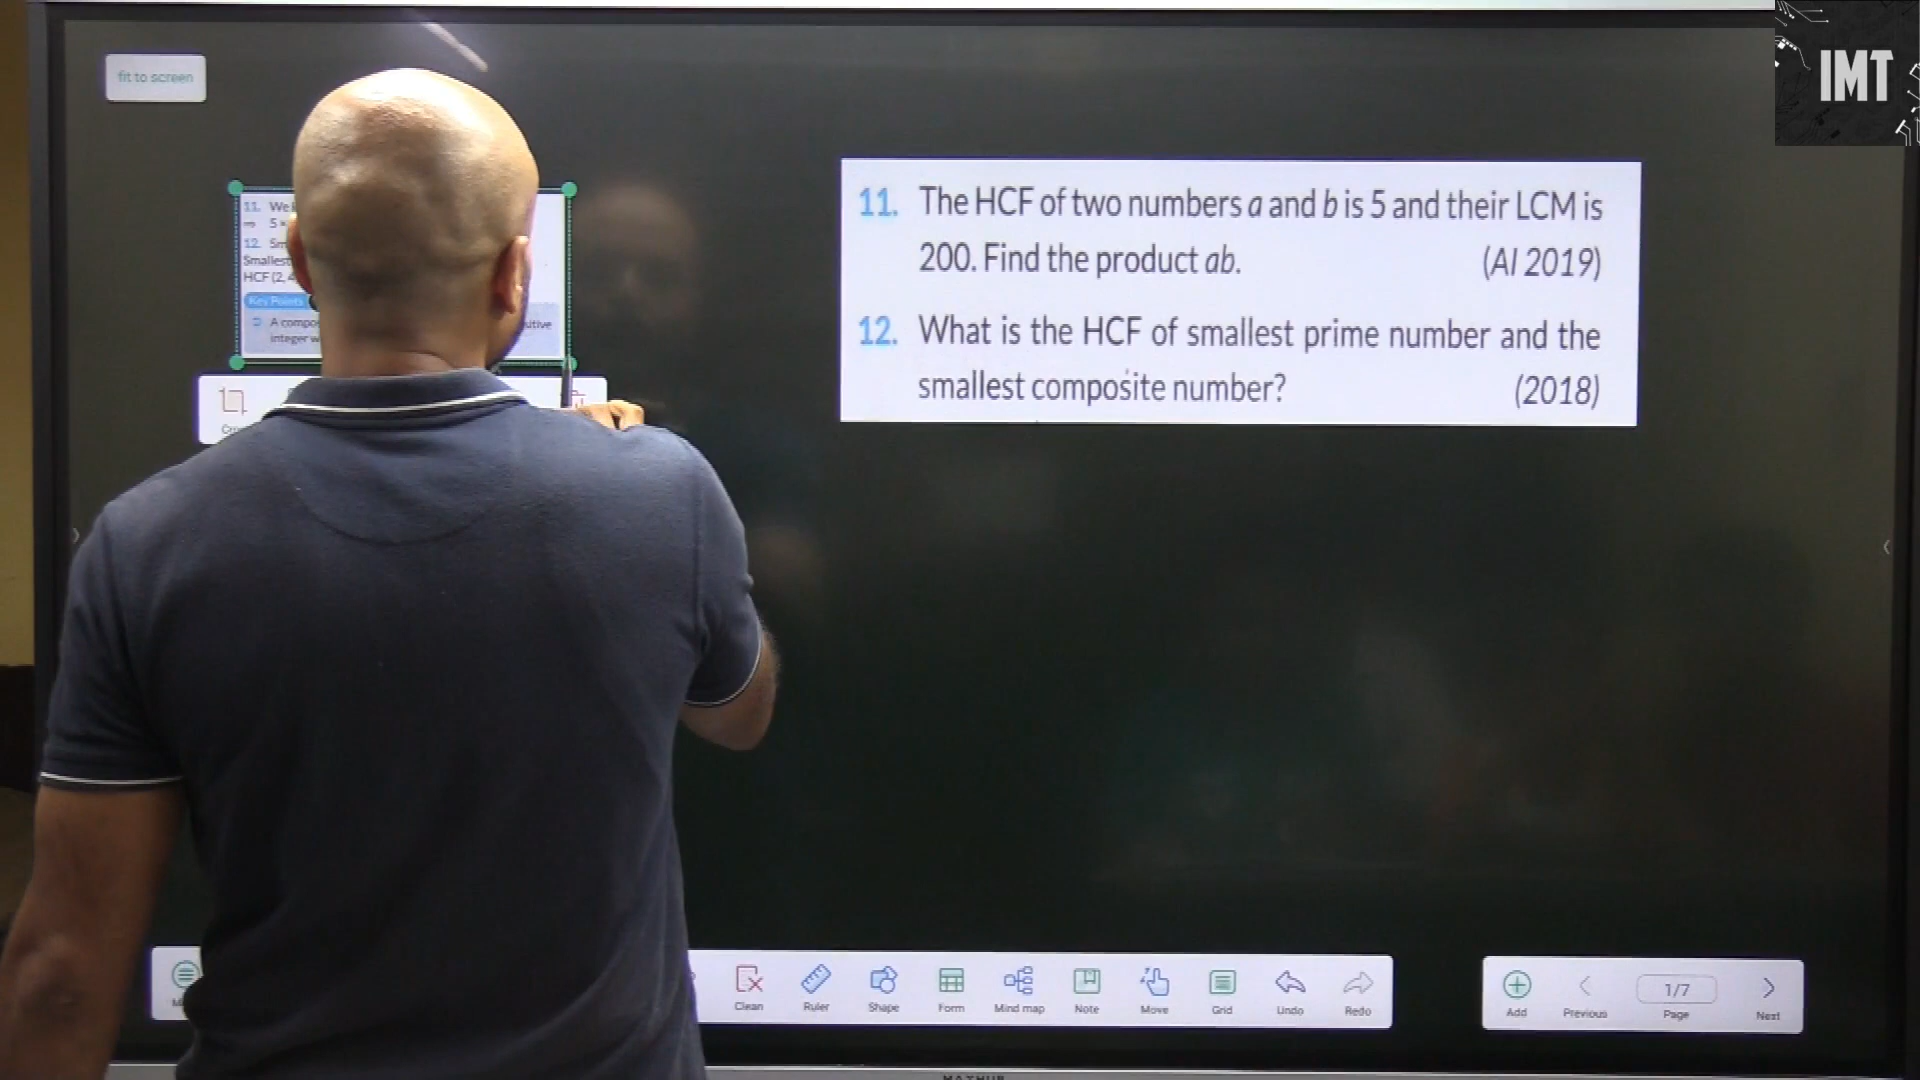 fit to screen
IMT
11. We
5
12. Sm
Smallest
HCF (2, 4
Key Points
A compo
integer w
11. The HCF of two numbers a and b is 5 and their LCM is
200. Find the product ab. (AI 2019)
12. What is the HCF of smallest prime number and the
smallest composite number? (2018)
Clean Ruler Shape Form Mind map Note Move Grid Undo Redo
Add Previous 1/7 Page Next